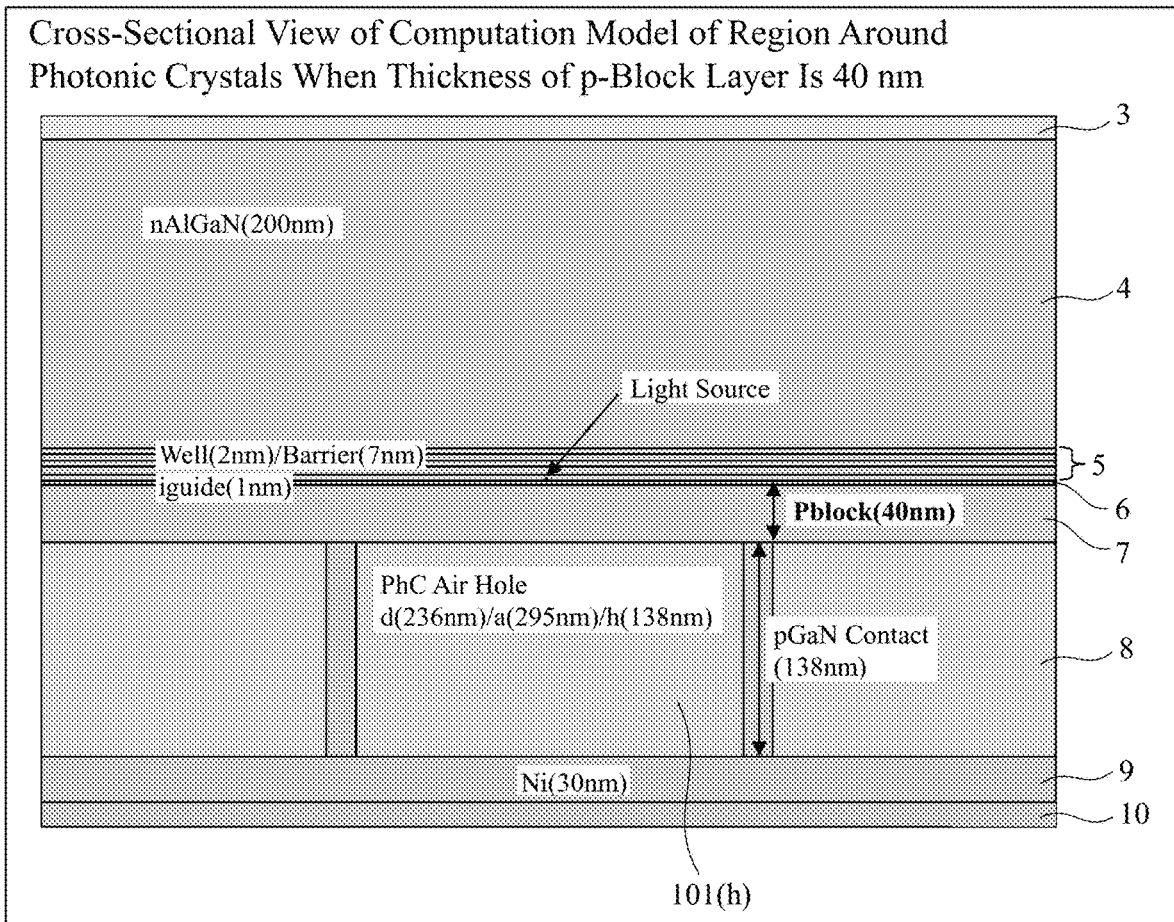 Cross-Sectional View of Computation Model of Region Around
Photonic Crystals When Thickness of p-Block Layer Is 40 nm
3
nAlGaN(200nm)
4
Light Source
Well(2nm)/Barrier(7nm)
5
iguide(1nm)
6
Pblock(40nm)
7
PhC Air Hole
d(236nm)/a(295nm)/h(138nm)
pGaN Contact
(138nm)
8
Ni(30nm)
9
10
101(h)